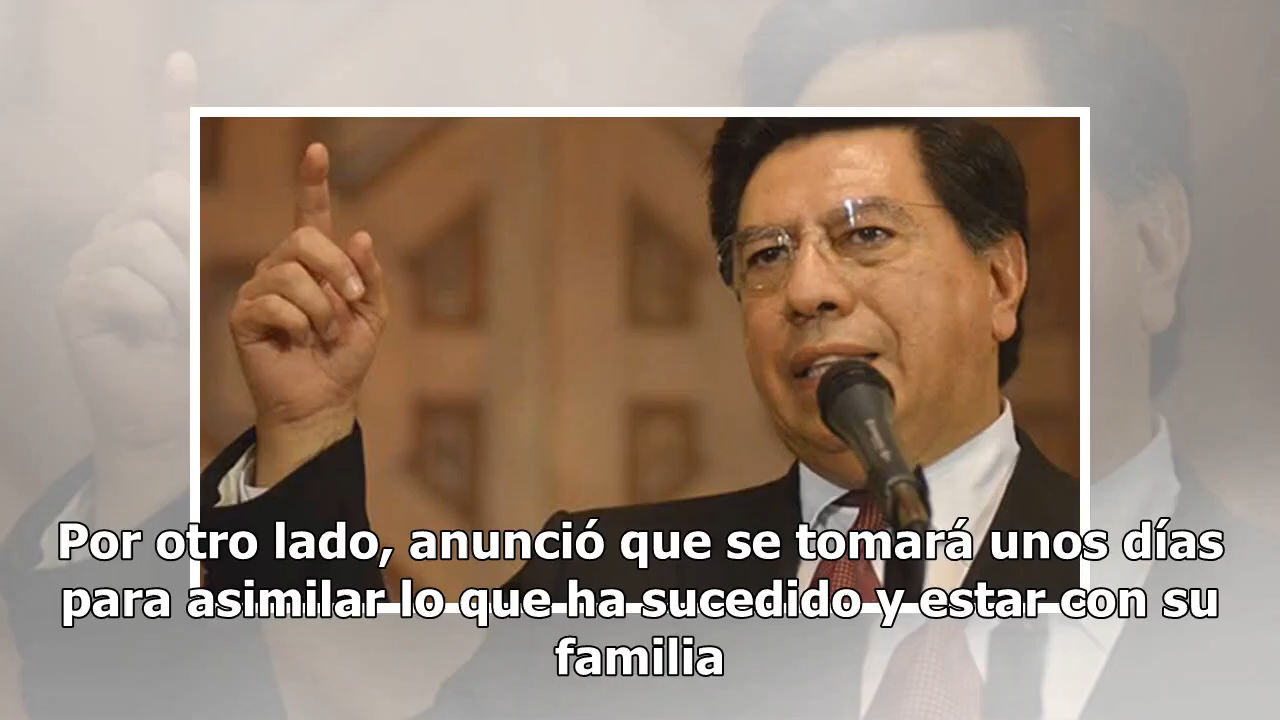 Por otro lado, anunció que se tomará unos días
para asimilar lo que ha sucedido y estar con su
familia